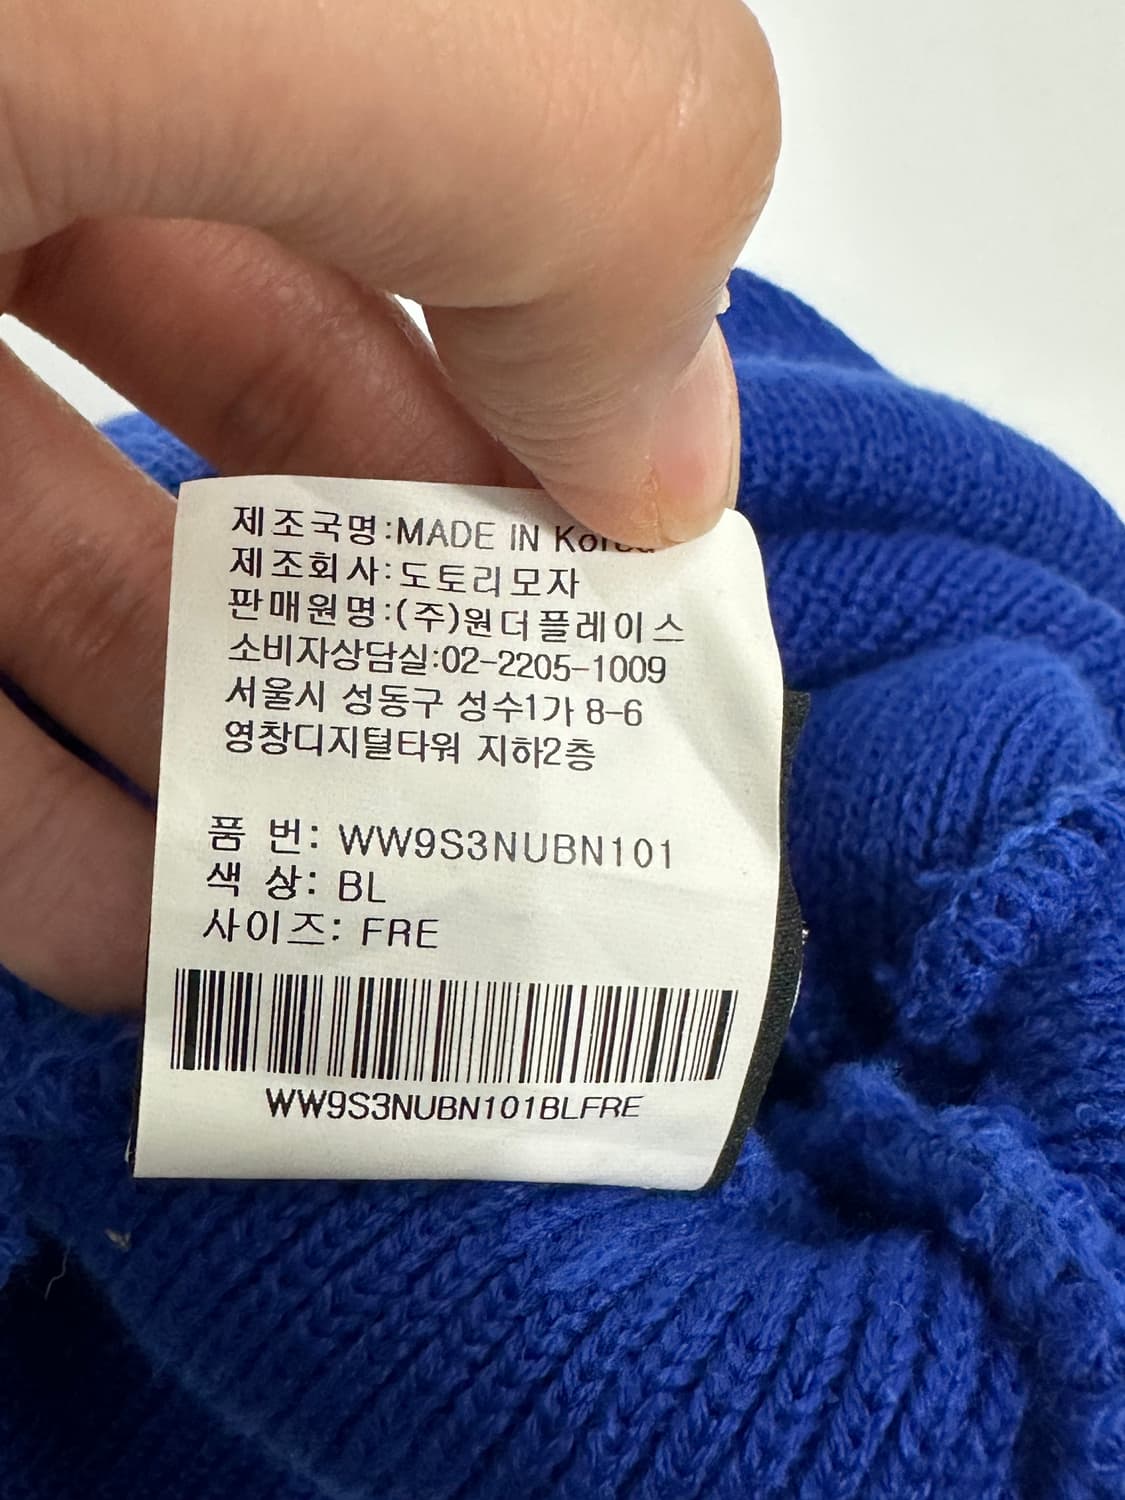 제조국명:MADE IN Korea
제조회사:도토리모자
판매원명:(주)원더플레이스
소비자상담실:02-2205-1009
서울시 성동구 성수1가 8-6
영창디지털타워 지하2층
품 번: WW9S3NUBN101
색 상: BL
사이즈: FRE
WW9S3NUBN101BLFRE